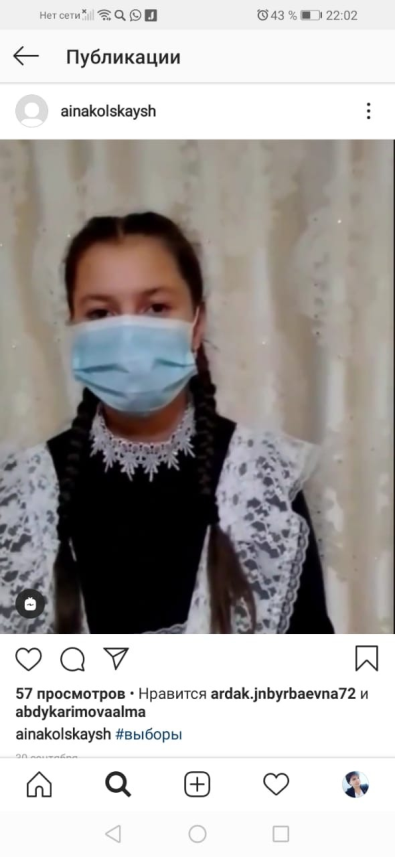 Нет сети
43 % 22:02
Публикации
ainakolskaysh
57 просмотров • Нравится ardak.jnbyrbaevna72 и
abdykarimovaalma
ainakolskaysh #выборы